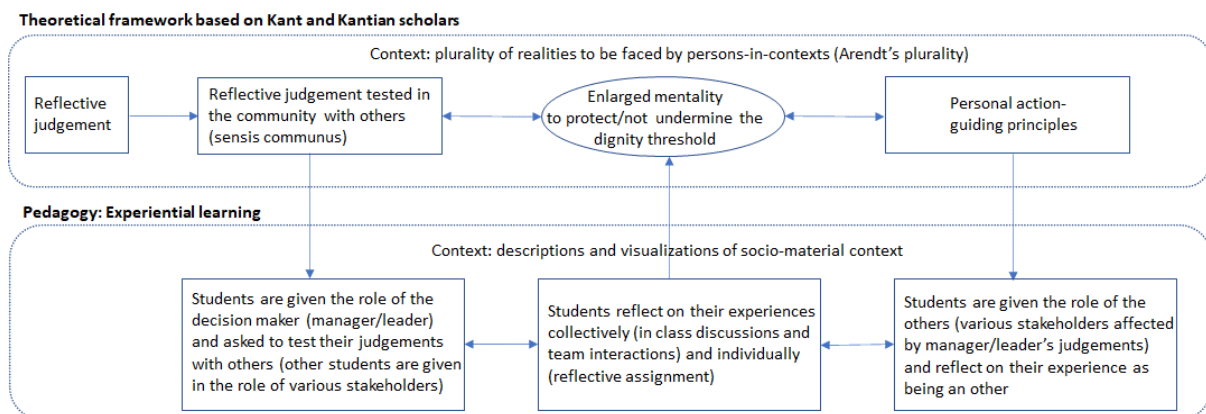 Theoretical framework based on Kant and Kantian scholars
Context: plurality of realities to be faced by persons-in-contexts (Arendt's plurality)
Reflective
judgement
Reflective judgement tested in
the community with others
(sensis communus)
Enlarged mentality
to protect/not undermine the
dignity threshold
Personal action-
guiding principles
Pedagogy: Experiential learning
Context: descriptions and visualizations of socio-material context
Students are given the role of the
decision maker (manager/leader)
and asked to test their judgements
with others (other students are given
in the role of various stakeholders)
Students reflect on their experiences
collectively (in class discussions and
team interactions) and individually
(reflective assignment)
Students are given the role of the
others (various stakeholders affected
by manager/leader's judgements)
and reflect on their experience as
being an other